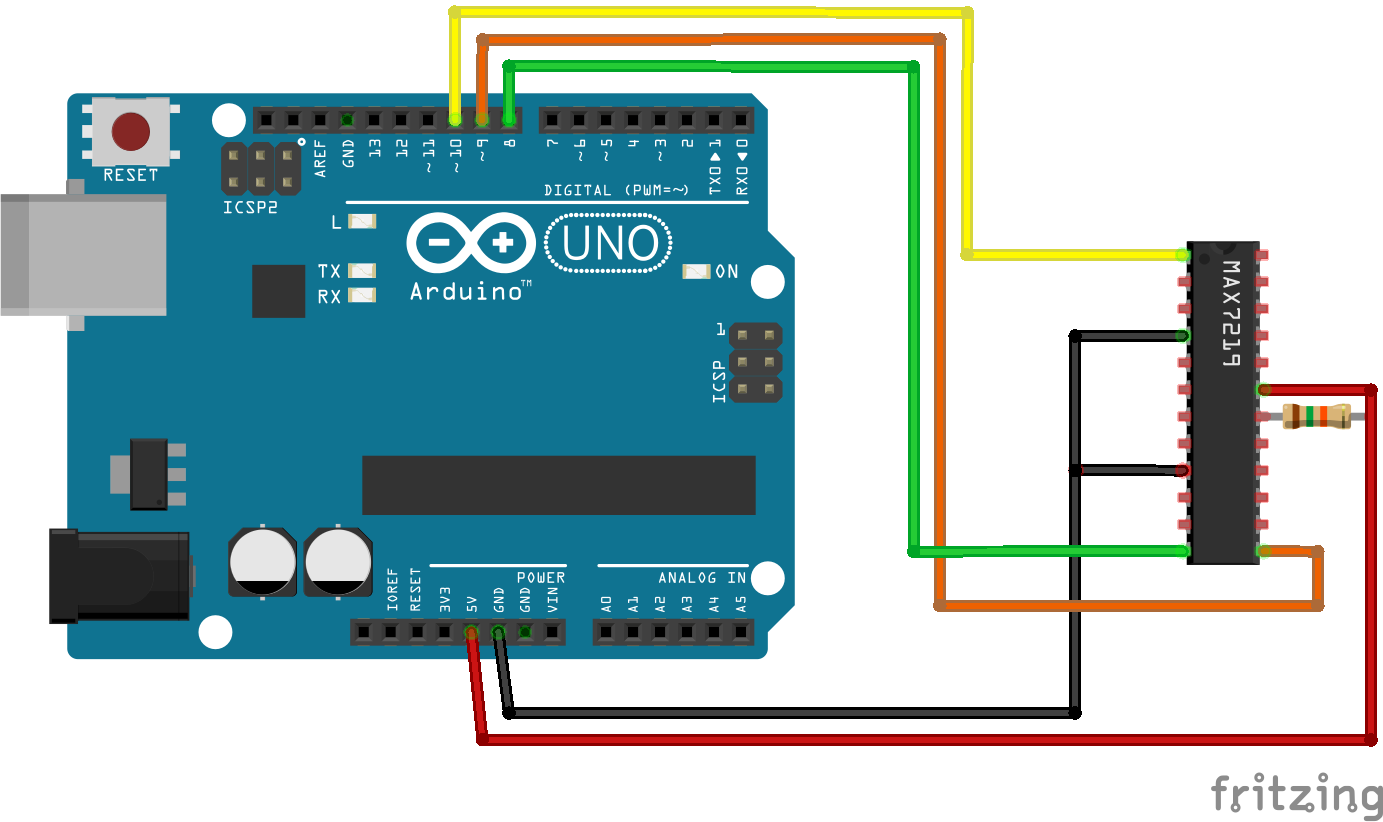 RESET
ICSP2
AREF
GND
13
12
~11
~10
~9
8
7
~6
~5
4
~3
2
TX0▶1
RX0◀0
DIGITAL (PWM=~)
L
TX
RX
UNO
Arduino™
ON
1
ICSP
MAX7219
POWER
ANALOG IN
IOREF
RESET
3V3
5V
GND
GND
VIN
A0
A1
A2
A3
A4
A5
fritzing